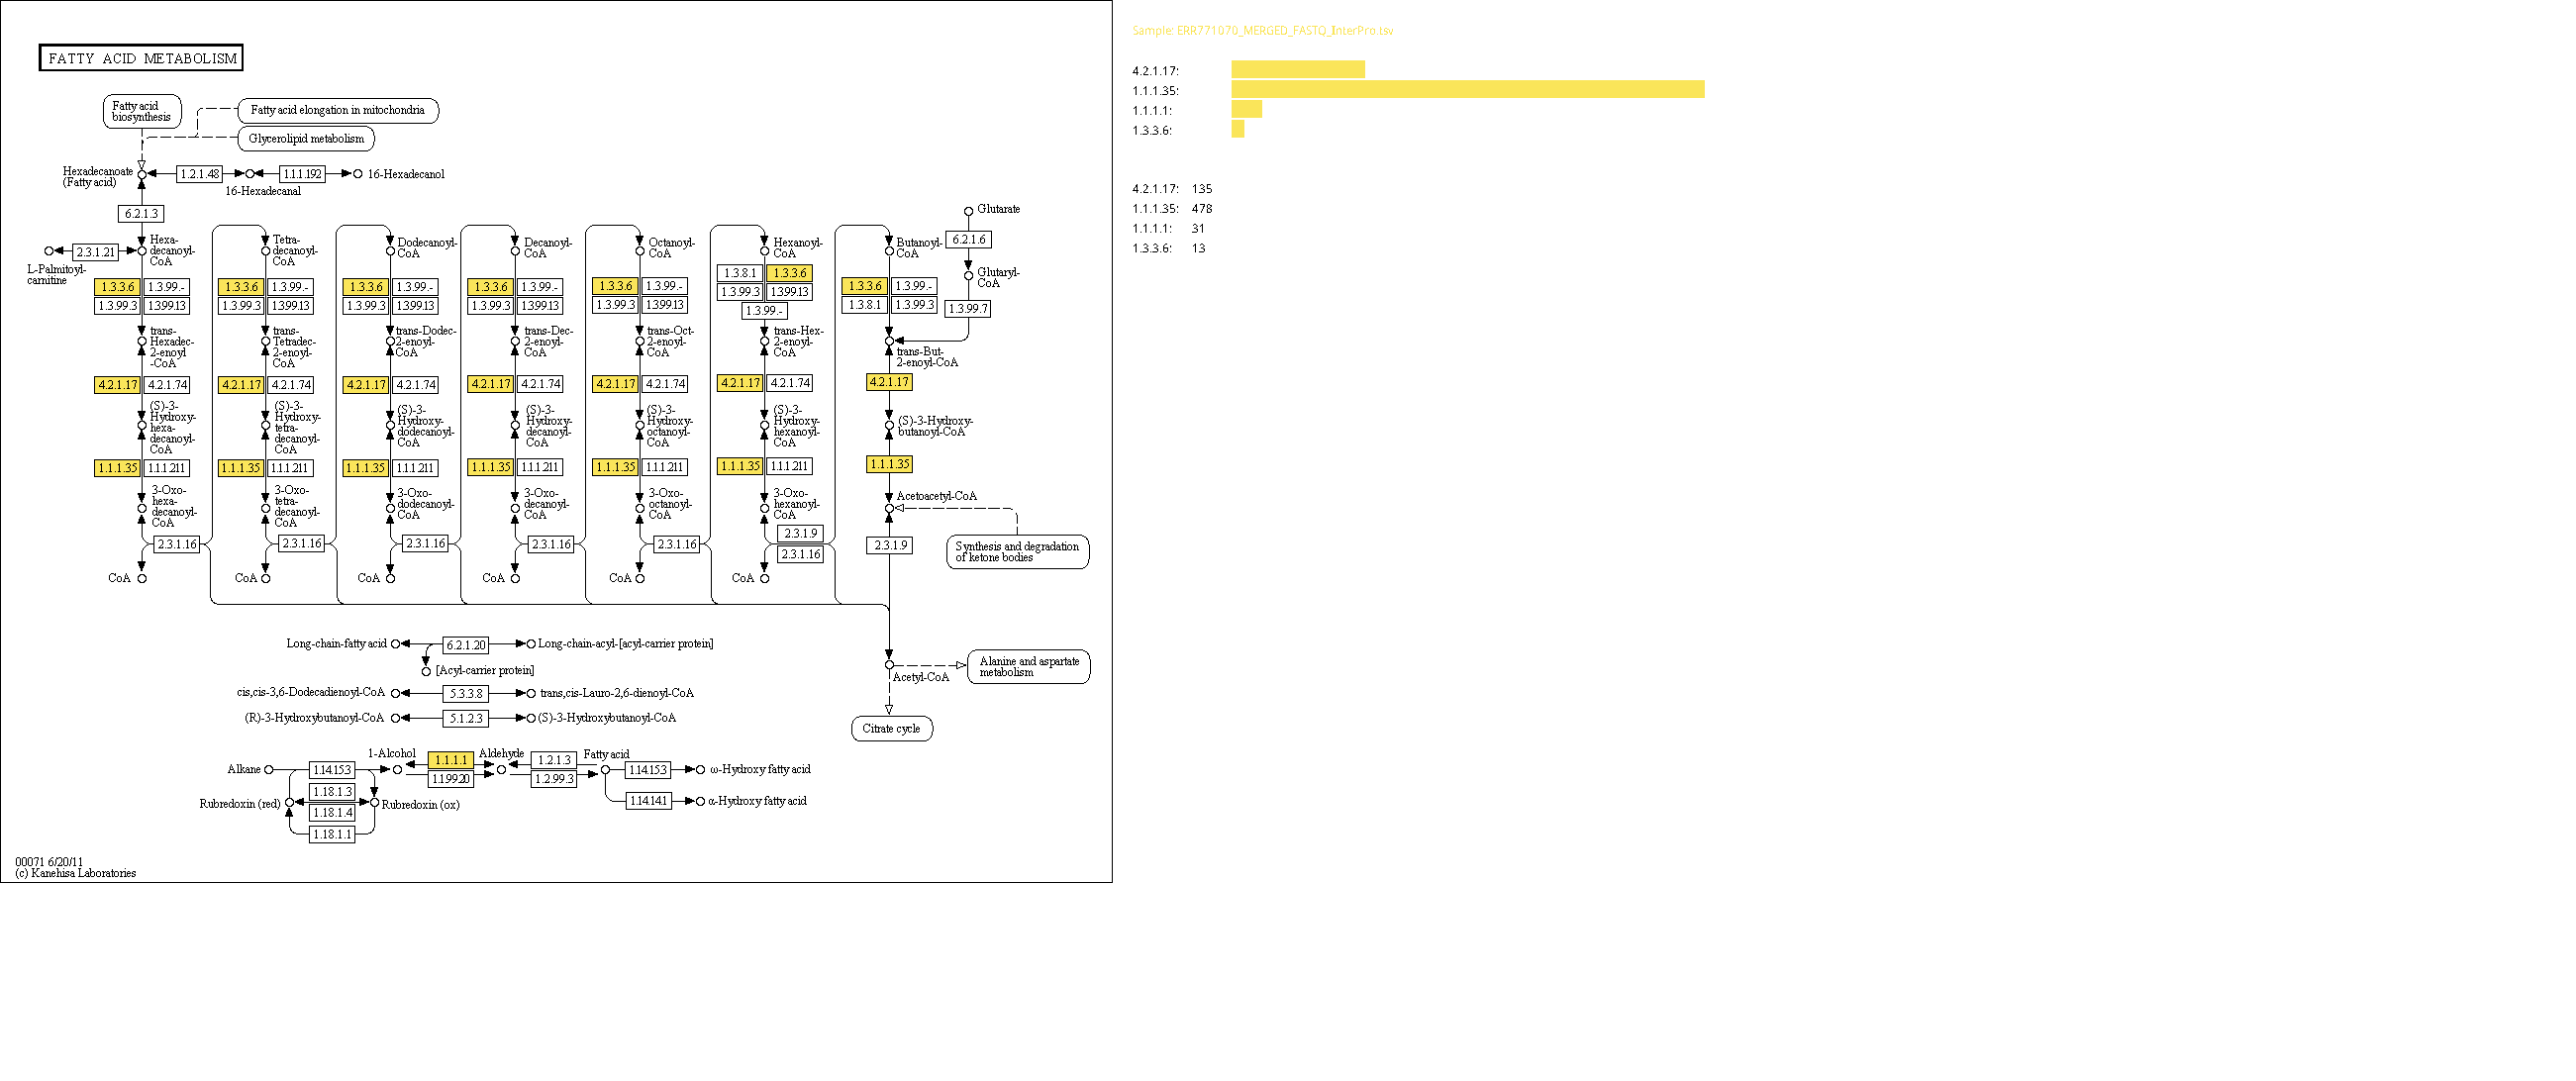 FATTY ACID METABOLISM
Fatty acid
biosynthesis
Fatty acid elongation in mitochondria
Glycerolipid metabolism
Hexadecanoate
(Fatty acid)
1.2.1.48
16-Hexadecanal
1.1.1.192
16-Hexadecanol
6.2.1.3
2.3.1.21
L-Palmitoyl-
carnitine
Glutarate
6.2.1.6
Glutaryl-
CoA
1.3.99.7
Hexa-
decanoyl-
CoA
Tetra-
decanoyl-
CoA
Dodecanoyl-
CoA
Decanoyl-
CoA
Octanoyl-
CoA
Hexanoyl-
CoA
Butanoyl-
CoA
1.3.3.6 1.3.99.-
1.3.99.3 1.3.99.13
1.3.3.6 1.3.99.-
1.3.99.3 1.3.99.13
1.3.3.6 1.3.99.-
1.3.99.3 1.3.99.13
1.3.3.6 1.3.99.-
1.3.99.3 1.3.99.13
1.3.3.6 1.3.99.-
1.3.99.3 1.3.99.13
1.3.8.1 1.3.3.6
1.3.99.3 1.3.99.13
1.3.99.-
1.3.3.6 1.3.99.-
1.3.8.1 1.3.99.3
trans-
Hexadec-
2-enoyl
-CoA
trans-
Tetradec-
2-enoyl-
CoA
trans-Dodec-
2-enoyl-
CoA
trans-Dec-
2-enoyl-
CoA
trans-Oct-
2-enoyl-
CoA
trans-Hex-
2-enoyl-
CoA
trans-But-
2-enoyl-CoA
4.2.1.17 4.2.1.74
4.2.1.17 4.2.1.74
4.2.1.17 4.2.1.74
4.2.1.17 4.2.1.74
4.2.1.17 4.2.1.74
4.2.1.17 4.2.1.74
4.2.1.17
(S)-3-
Hydroxy-
hexa-
decanoyl-
CoA
(S)-3-
Hydroxy-
tetra-
decanoyl-
CoA
(S)-3-
Hydroxy-
dodecanoyl-
CoA
(S)-3-
Hydroxy-
decanoyl-
CoA
(S)-3-
Hydroxy-
octanoyl-
CoA
(S)-3-
Hydroxy-
hexanoyl-
CoA
(S)-3-Hydroxy-
butanoyl-CoA
1.1.1.35 1.1.1.211
1.1.1.35 1.1.1.211
1.1.1.35 1.1.1.211
1.1.1.35 1.1.1.211
1.1.1.35 1.1.1.211
1.1.1.35 1.1.1.211
1.1.1.35
3-Oxo-
hexa-
decanoyl-
CoA
3-Oxo-
tetra-
decanoyl-
CoA
3-Oxo-
dodecanoyl-
CoA
3-Oxo-
decanoyl-
CoA
3-Oxo-
octanoyl-
CoA
3-Oxo-
hexanoyl-
CoA
Acetoacetyl-CoA
2.3.1.16
2.3.1.16
2.3.1.16
2.3.1.16
2.3.1.16
2.3.1.9
2.3.1.16
2.3.1.9
Synthesis and degradation
of ketone bodies
CoA
CoA
CoA
CoA
CoA
CoA
Long-chain-fatty acid
6.2.1.20
Long-chain-acyl-[acyl-carrier protein]
[Acyl-carrier protein]
cis,cis-3,6-Dodecadienoyl-CoA
5.3.3.8
trans,cis-Lauro-2,6-dienoyl-CoA
(R)-3-Hydroxybutanoyl-CoA
5.1.2.3
(S)-3-Hydroxybutanoyl-CoA
Acetyl-CoA
Alanine and aspartate
metabolism
Citrate cycle
Alkane
1.14.15.3
1-Alcohol
1.1.1.1
1.1.99.20
Aldehyde
1.2.1.3
1.2.99.3
Fatty acid
1.14.15.3
ω-Hydroxy fatty acid
1.14.14.1
α-Hydroxy fatty acid
Rubredoxin (red)
1.18.1.3
1.18.1.4
1.18.1.1
Rubredoxin (ox)
00071 6/20/11
(c) Kanehisa Laboratories
Sample: ERR771070_MERGED_FASTQ_InterPro.tsv
4.2.1.17:
1.1.1.35:
1.1.1.1:
1.3.3.6:
4.2.1.17: 135
1.1.1.35: 478
1.1.1.1: 31
1.3.3.6: 13